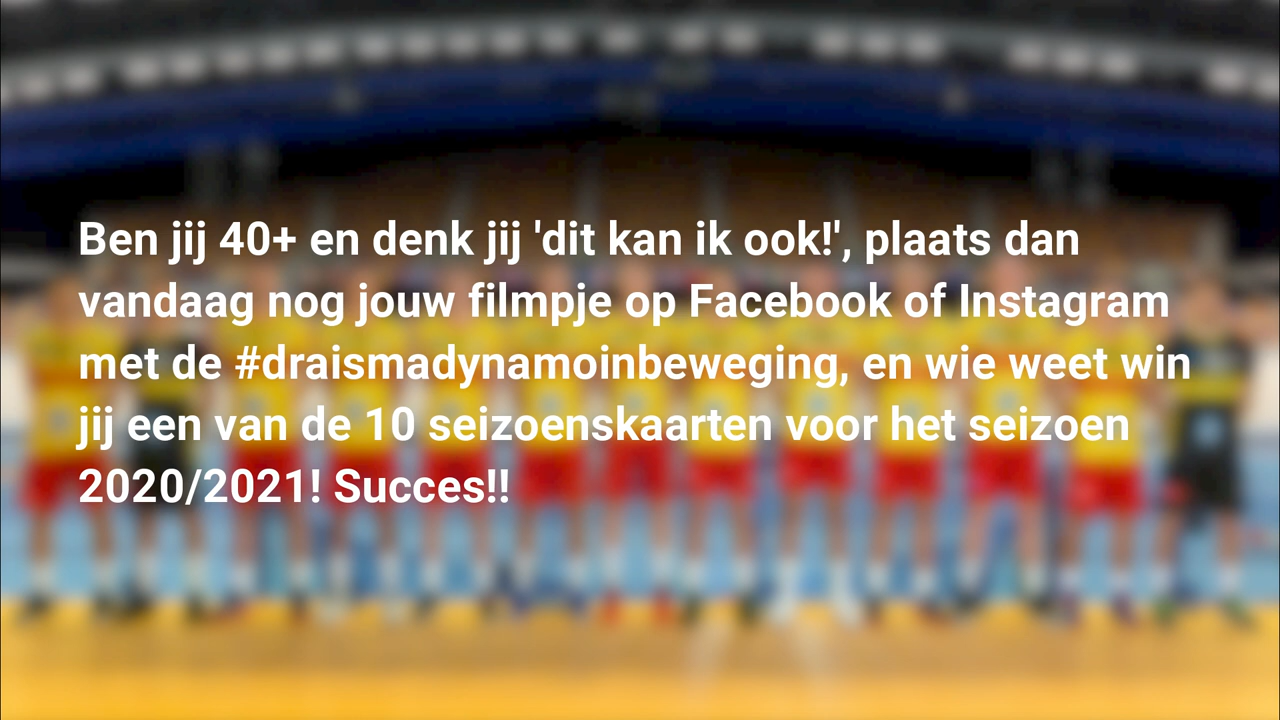 Ben jij 40+ en denk jij 'dit kan ik ook!', plaats dan
vandaag nog jouw filmpje op Facebook of Instagram
met de #draismadynamoinbeweging, en wie weet win
jij een van de 10 seizoenskaarten voor het seizoen
2020/2021! Succes!!